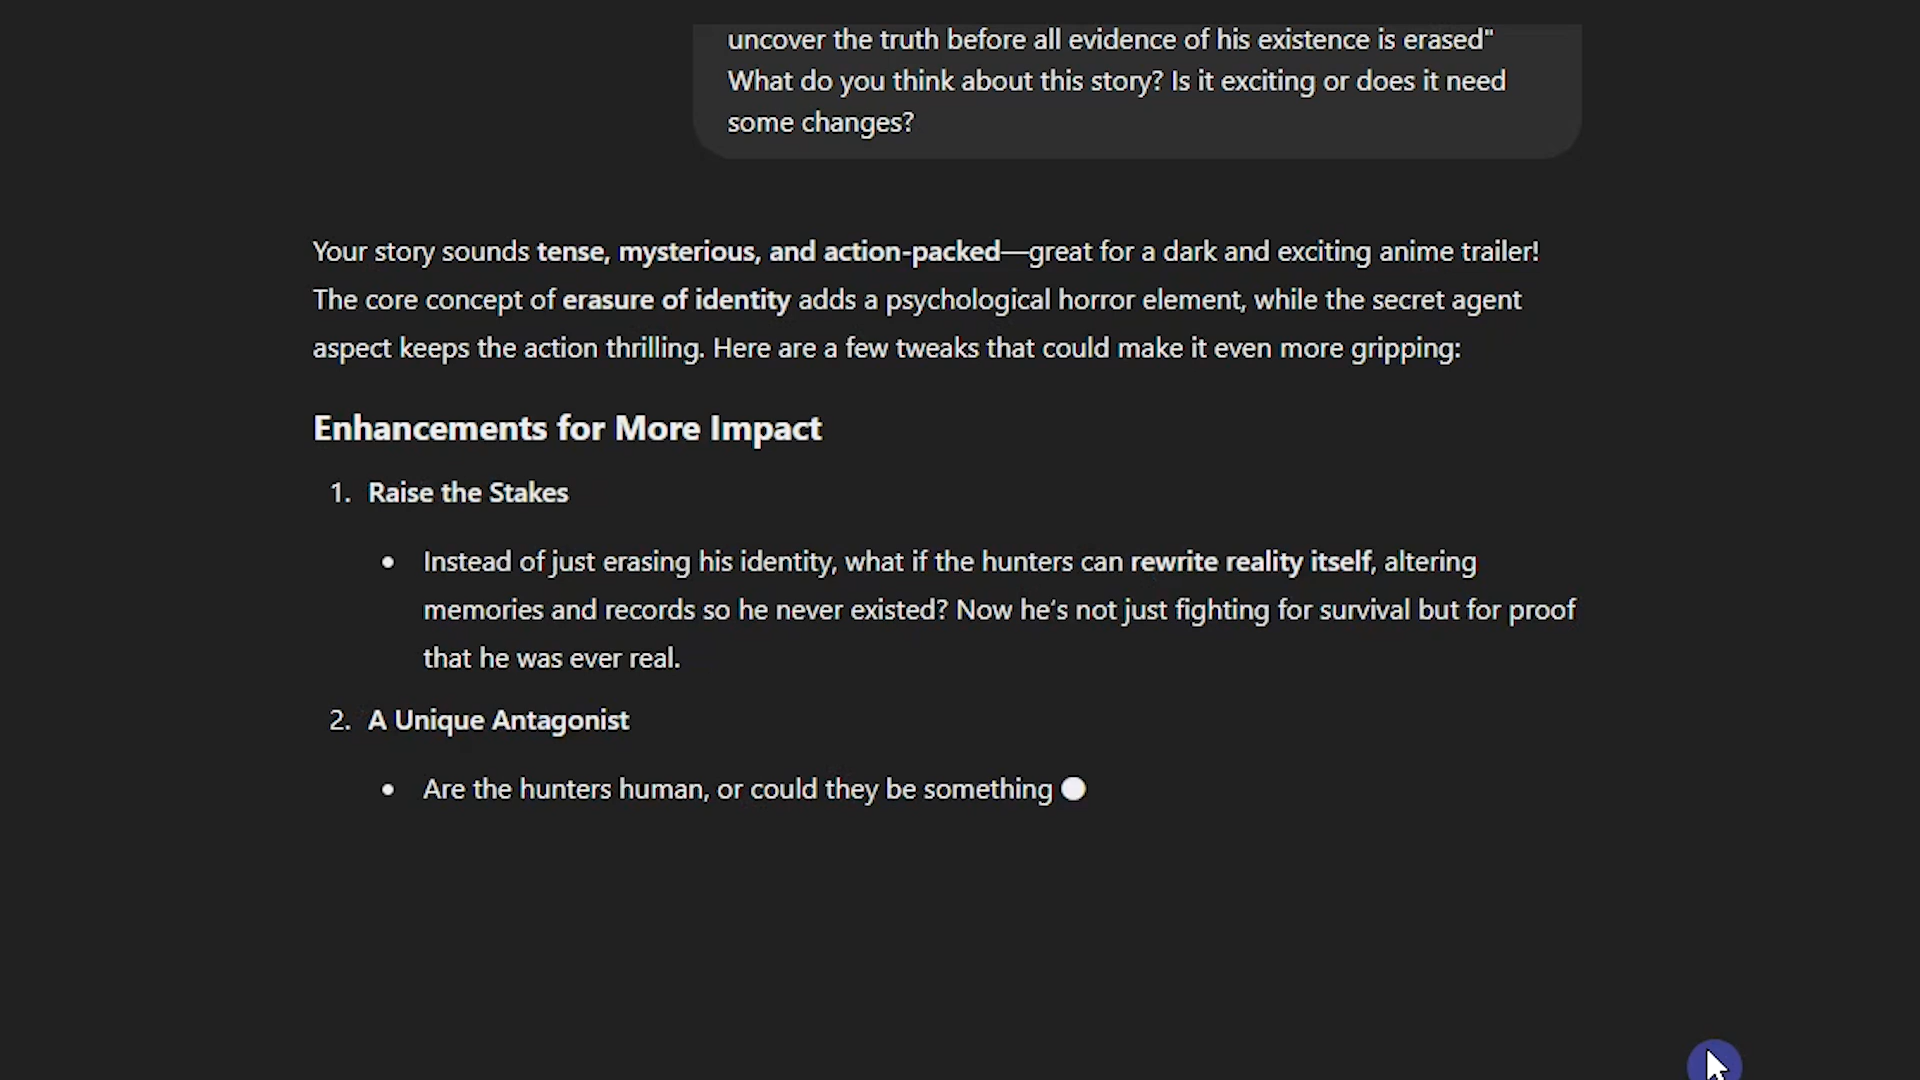 uncover the truth before all evidence of his existence is erased"
What do you think about this story? Is it exciting or does it need
some changes?
Your story sounds tense, mysterious, and action-packed—great for a dark and exciting anime trailer!
The core concept of erasure of identity adds a psychological horror element, while the secret agent
aspect keeps the action thrilling. Here are a few tweaks that could make it even more gripping:
Enhancements for More Impact
1. Raise the Stakes
• Instead of just erasing his identity, what if the hunters can rewrite reality itself, altering
memories and records so he never existed? Now he's not just fighting for survival but for proof
that he was ever real.
2. A Unique Antagonist
• Are the hunters human, or could they be something